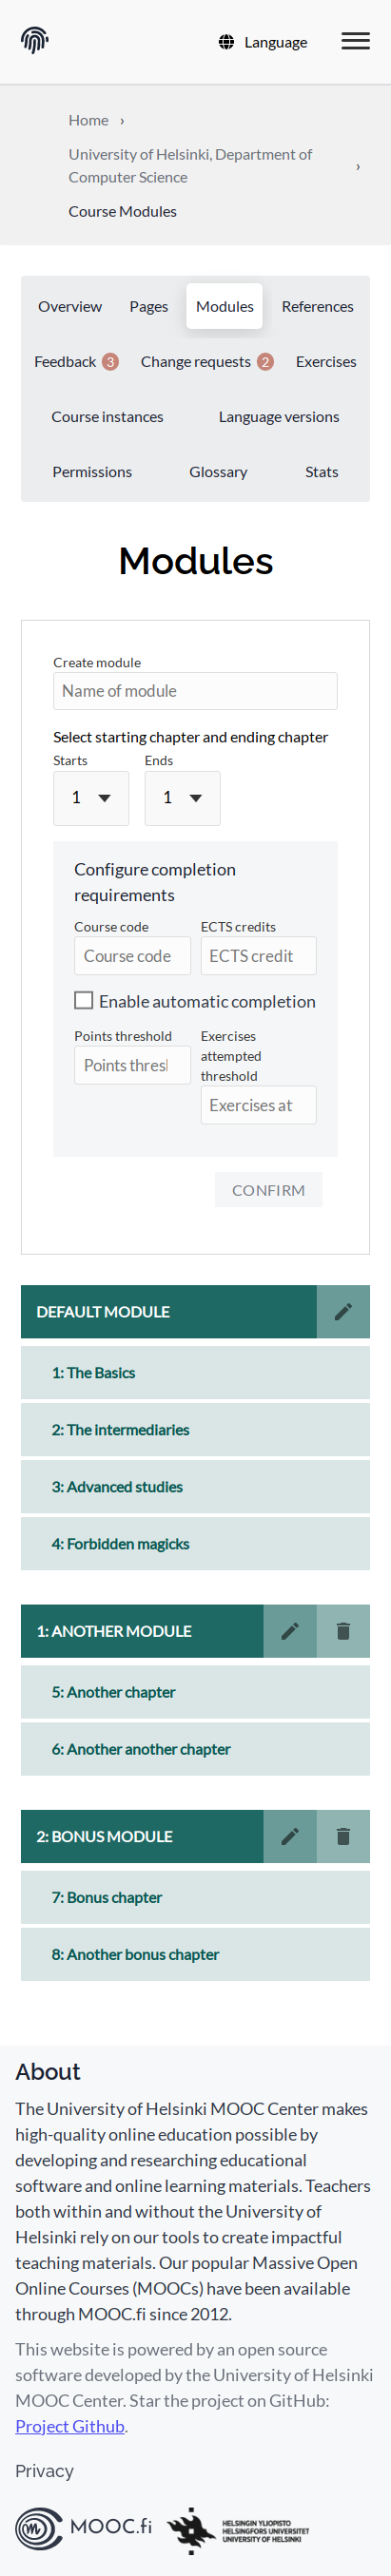 Language
Home ›
University of Helsinki, Department of
Computer Science ›
Course Modules
Overview Pages Modules References
Feedback 3 Change requests 2 Exercises
Course instances Language versions
Permissions Glossary Stats
Modules
Create module
Name of module
Select starting chapter and ending chapter
Starts Ends
1 1
Configure completion
requirements
Course code ECTS credits
Course code ECTS credit
Enable automatic completion
Points threshold Exercises
attempted
threshold
Points thresl
Exercises at
CONFIRM
DEFAULT MODULE
1: The Basics
2: The intermediaries
3: Advanced studies
4: Forbidden magicks
1: ANOTHER MODULE
5: Another chapter
6: Another another chapter
2: BONUS MODULE
7: Bonus chapter
8: Another bonus chapter
About
The University of Helsinki MOOC Center makes
high-quality online education possible by
developing and researching educational
software and online learning materials. Teachers
both within and without the University of
Helsinki rely on our tools to create impactful
teaching materials. Our popular Massive Open
Online Courses (MOOCs) have been available
through MOOC.fi since 2012.
This website is powered by an open source
software developed by the University of Helsinki
MOOC Center. Star the project on GitHub:
Project Github.
Privacy
MOOC.fi
HELSINGIN YLIOPISTO
HELSINGFORS UNIVERSITET
UNIVERSITY OF HELSINKI